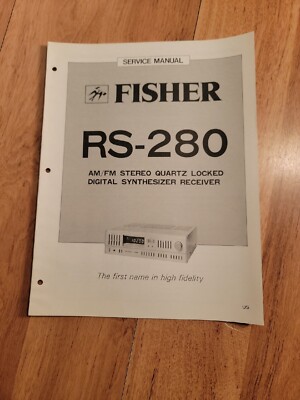 SERVICE MANUAL
FISHER
RS-280
AM/FM STEREO QUARTZ LOCKED
DIGITAL SYNTHESIZER RECEIVER
The first name in high fidelity